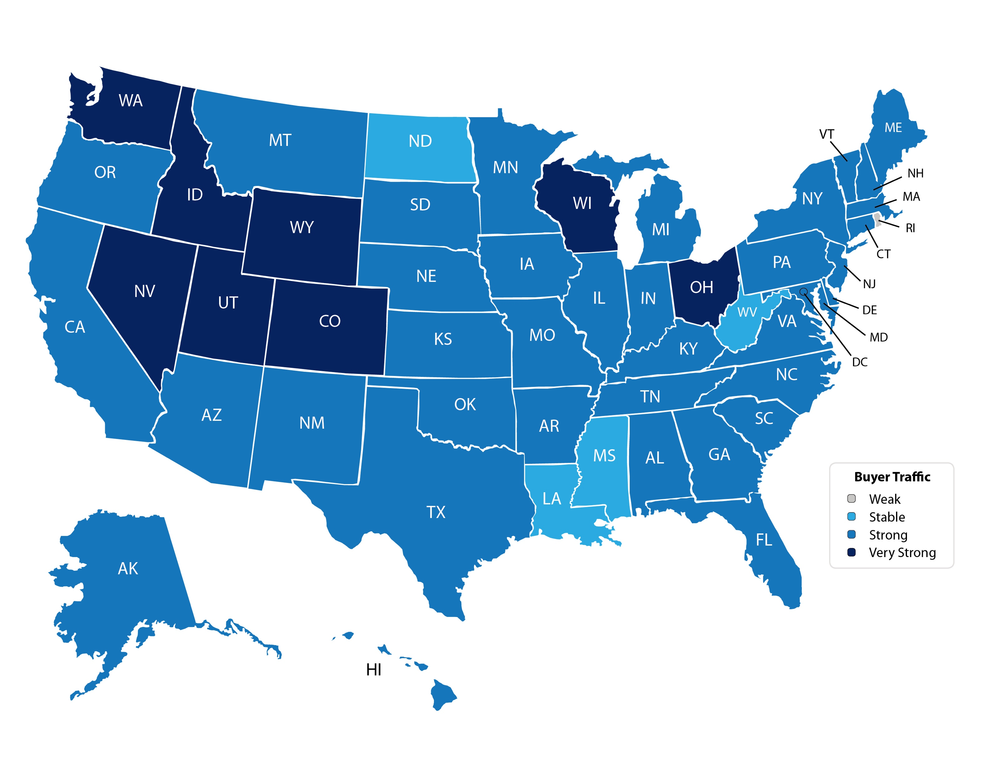 WA
MT
ND
MN
ME
VT
OR
ID
WY
SD
WI
MI
NY
NH
MA
RI
CT
NV
UT
CO
NE
IA
IL
IN
OH
PA
NJ
DE
MD
DC
CA
KS
MO
KY
WV
VA
NC
AZ
NM
OK
AR
TN
SC
MS
AL
GA
LA
TX
FL
AK
HI
Buyer Traffic
Weak
Stable
Strong
Very Strong